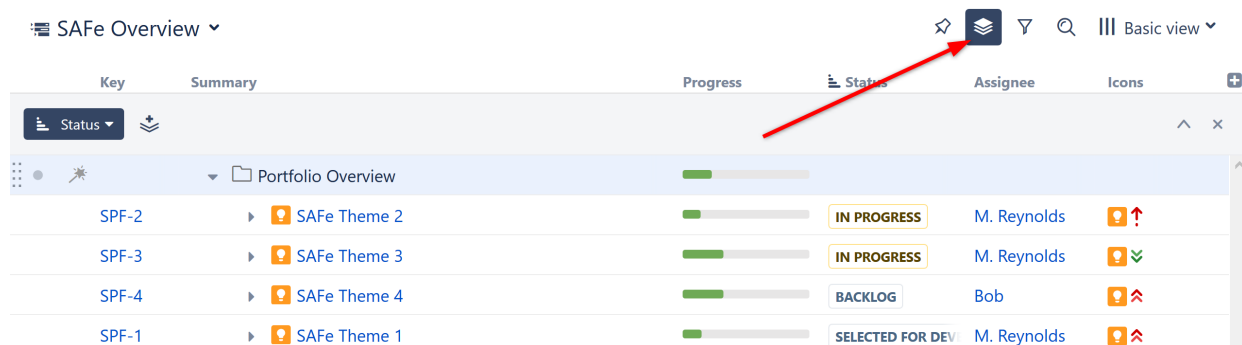 SAFe Overview
Basic view
Key Summary Progress Status Assignee Icons
Status
Portfolio Overview
SPF-2 SAFe Theme 2 IN PROGRESS M. Reynolds
SPF-3 SAFe Theme 3 IN PROGRESS M. Reynolds
SPF-4 SAFe Theme 4 BACKLOG Bob
SPF-1 SAFe Theme 1 SELECTED FOR DEV M. Reynolds